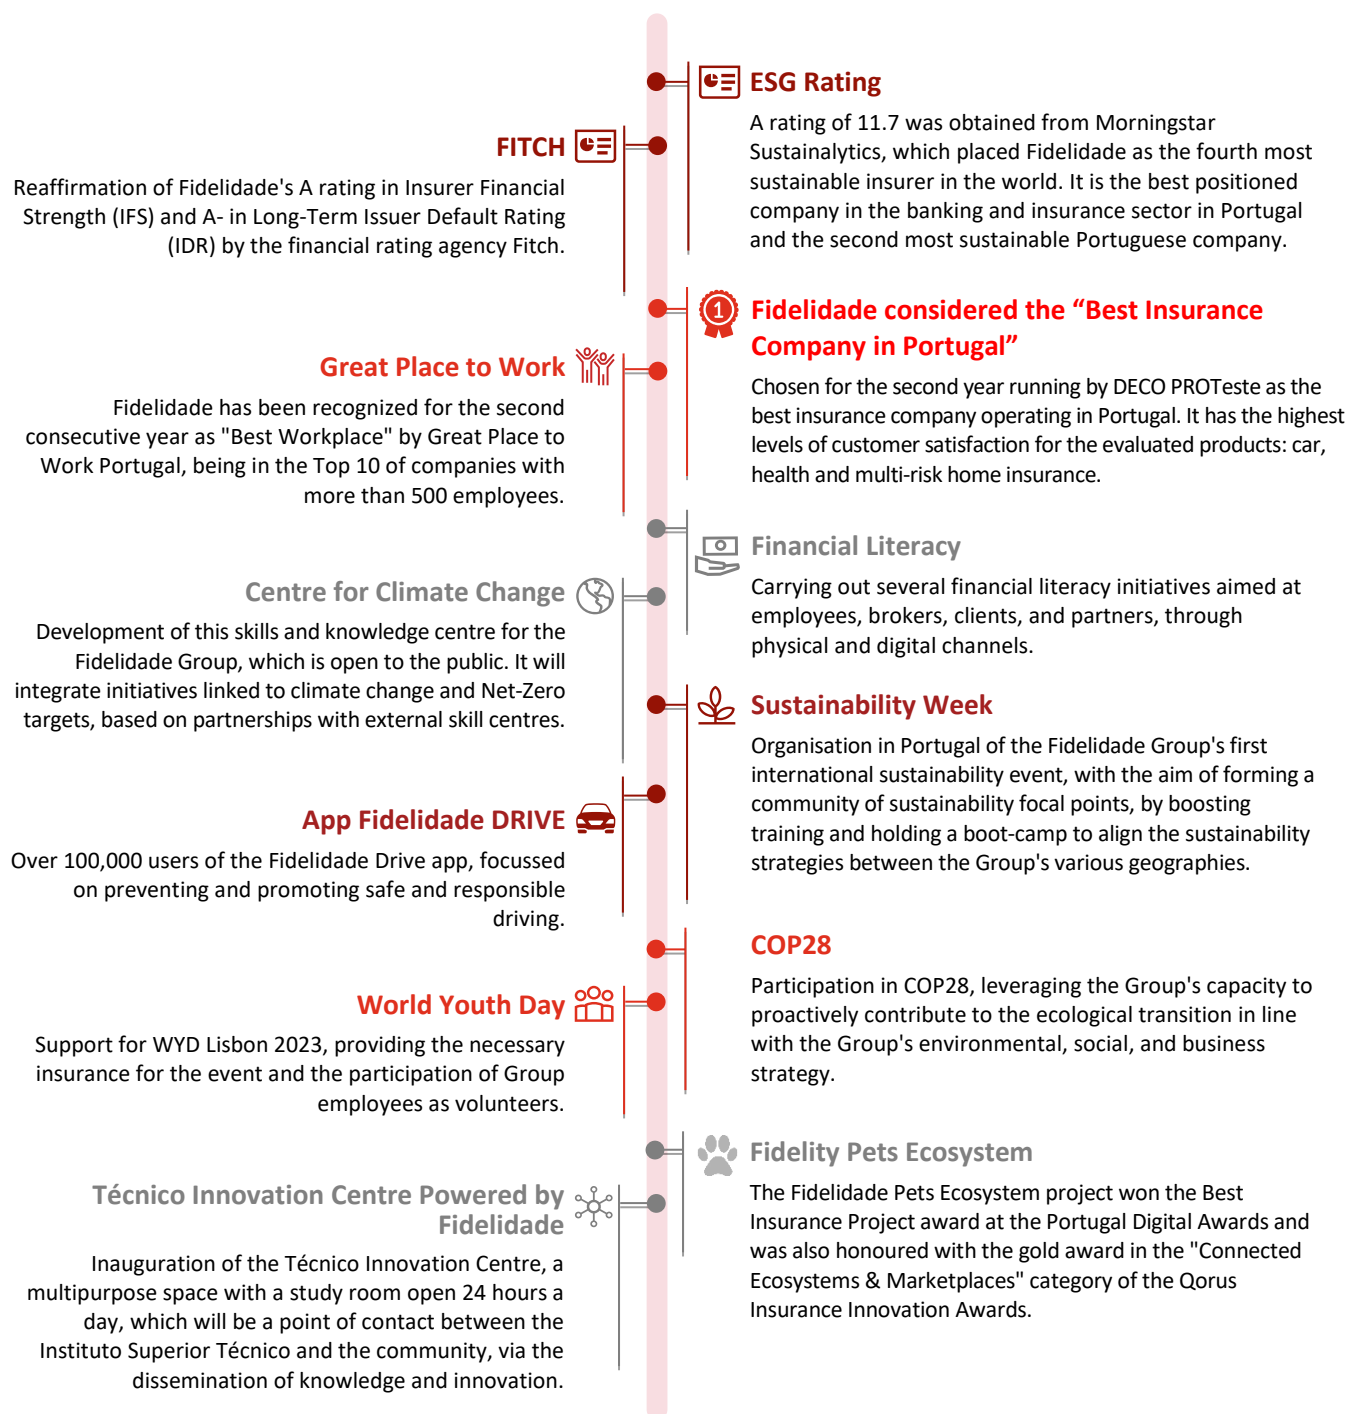 ESG Rating
A rating of 11.7 was obtained from Morningstar
Sustainalytics, which placed Fidelidade as the fourth most
sustainable insurer in the world. It is the best positioned
company in the banking and insurance sector in Portugal
and the second most sustainable Portuguese company.
FITCH
Reaffirmation of Fidelidade's A rating in Insurer Financial
Strength (IFS) and A- in Long-Term Issuer Default Rating
(IDR) by the financial rating agency Fitch.
1
Fidelidade considered the “Best Insurance
Company in Portugal”
Chosen for the second year running by DECO PROTeste as the
best insurance company operating in Portugal. It has the highest
levels of customer satisfaction for the evaluated products: car,
health and multi-risk home insurance.
Great Place to Work
Fidelidade has been recognized for the second
consecutive year as "Best Workplace" by Great Place to
Work Portugal, being in the Top 10 of companies with
more than 500 employees.
Financial Literacy
Carrying out several financial literacy initiatives aimed at
employees, brokers, clients, and partners, through
physical and digital channels.
Centre for Climate Change
Development of this skills and knowledge centre for the
Fidelidade Group, which is open to the public. It will
integrate initiatives linked to climate change and Net-Zero
targets, based on partnerships with external skill centres.
Sustainability Week
Organisation in Portugal of the Fidelidade Group's first
international sustainability event, with the aim of forming a
community of sustainability focal points, by boosting
training and holding a boot-camp to align the sustainability
strategies between the Group's various geographies.
App Fidelidade DRIVE
Over 100,000 users of the Fidelidade Drive app, focussed
on preventing and promoting safe and responsible
driving.
COP28
Participation in COP28, leveraging the Group's capacity to
proactively contribute to the ecological transition in line
with the Group's environmental, social, and business
strategy.
World Youth Day
Support for WYD Lisbon 2023, providing the necessary
insurance for the event and the participation of Group
employees as volunteers.
Fidelity Pets Ecosystem
The Fidelidade Pets Ecosystem project won the Best
Insurance Project award at the Portugal Digital Awards and
was also honoured with the gold award in the "Connected
Ecosystems & Marketplaces" category of the Qorus
Insurance Innovation Awards.
Técnico Innovation Centre Powered by
Fidelidade
Inauguration of the Técnico Innovation Centre, a
multipurpose space with a study room open 24 hours a
day, which will be a point of contact between the
Instituto Superior Técnico and the community, via the
dissemination of knowledge and innovation.